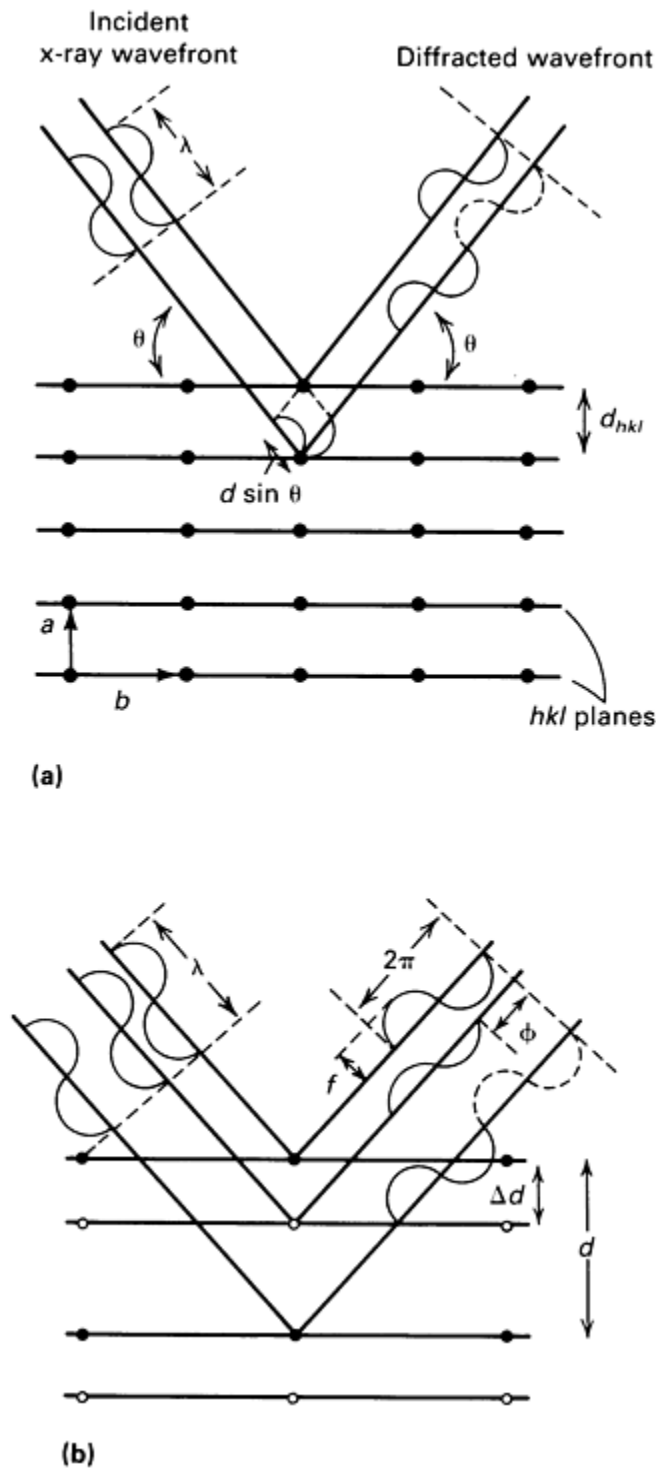 Incident
x-ray wavefront
Diffracted wavefront
λ
θ
θ
d_hkl
d sin θ
a
b
hkl planes
(a)
λ
2π
ϕ
f
Δd
d
(b)